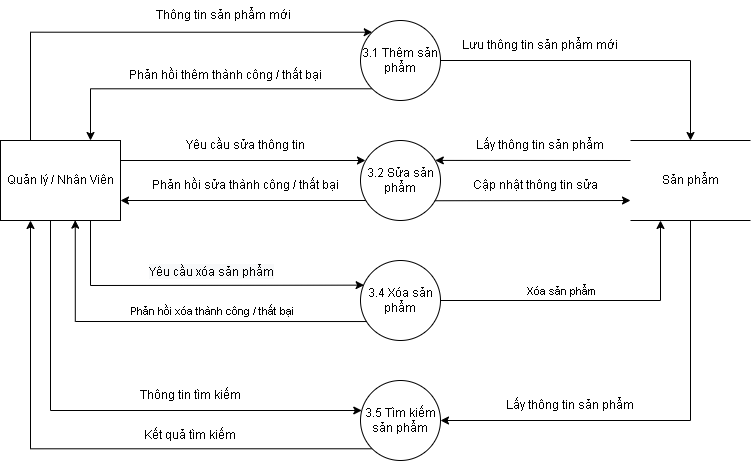 Thông tin sản phẩm mới
3.1 Thêm sản
phẩm
Lưu thông tin sản phẩm mới
Phản hồi thêm thành công / thất bại
Yêu cầu sửa thông tin
Lấy thông tin sản phẩm
Quản lý / Nhân Viên
3.2 Sửa sản
phẩm
Sản phẩm
Phản hồi sửa thành công / thất bại
Cập nhật thông tin sửa
Yêu cầu xóa sản phẩm
3.4 Xóa sản
phẩm
Xóa sản phẩm
Phản hồi xóa thành công / thất bại
Thông tin tìm kiếm
3.5 Tìm kiếm
sản phẩm
Lấy thông tin sản phẩm
Kết quả tìm kiếm